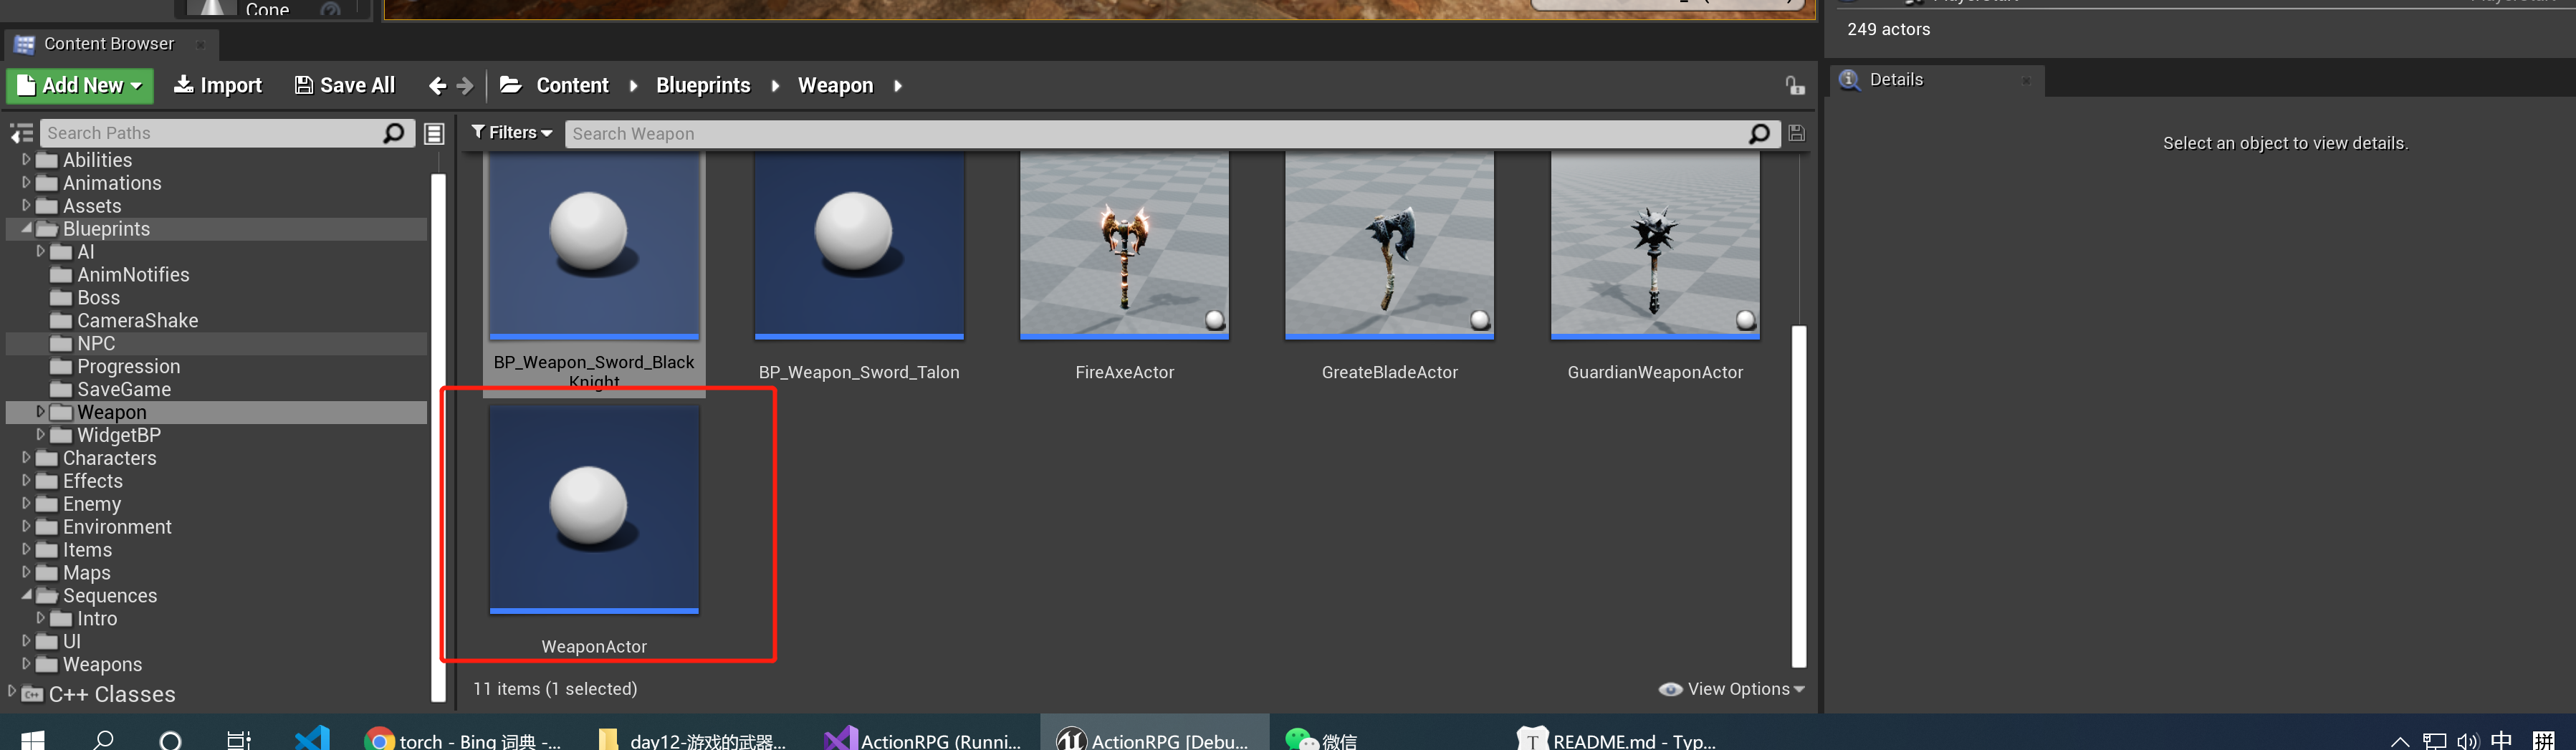 Cone
Content Browser
Add New
Import
Save All
Content
Blueprints
Weapon
Search Paths
Filters
Search Weapon
Abilities
Animations
Assets
Blueprints
AI
AnimNotifies
Boss
CameraShake
NPC
Progression
SaveGame
Weapon
WidgetBP
Characters
Effects
Enemy
Environment
Items
Maps
Sequences
Intro
UI
Weapons
C++ Classes
BP_Weapon_Sword_Black
Knight
BP_Weapon_Sword_Talon
FireAxeActor
GreateBladeActor
GuardianWeaponActor
WeaponActor
11 items (1 selected)
View Options
249 actors
Details
Select an object to view details.
torch - Bing 词典 -...
day12-游戏的武器...
ActionRPG (Runni...
ActionRPG [Debu...
微信
README.md - Typ...
中
拼